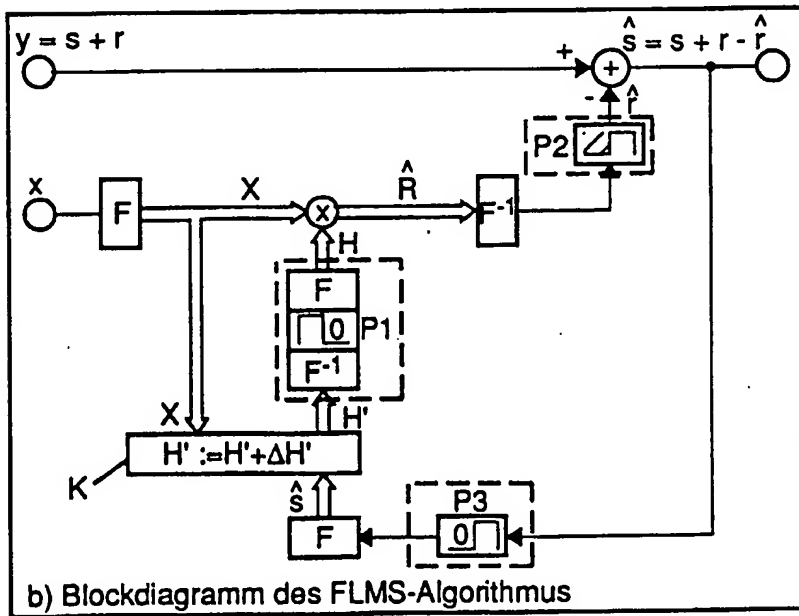 y = s + r
ŝ = s + r - r̂
+
+
-
r̂
P2
x
F
X
x
R̂
F⁻¹
H
F
0
P1
F⁻¹
X
H'
H' :=H'+ΔH'
K
ŝ
P3
F
0
b) Blockdiagramm des FLMS-Algorithmus